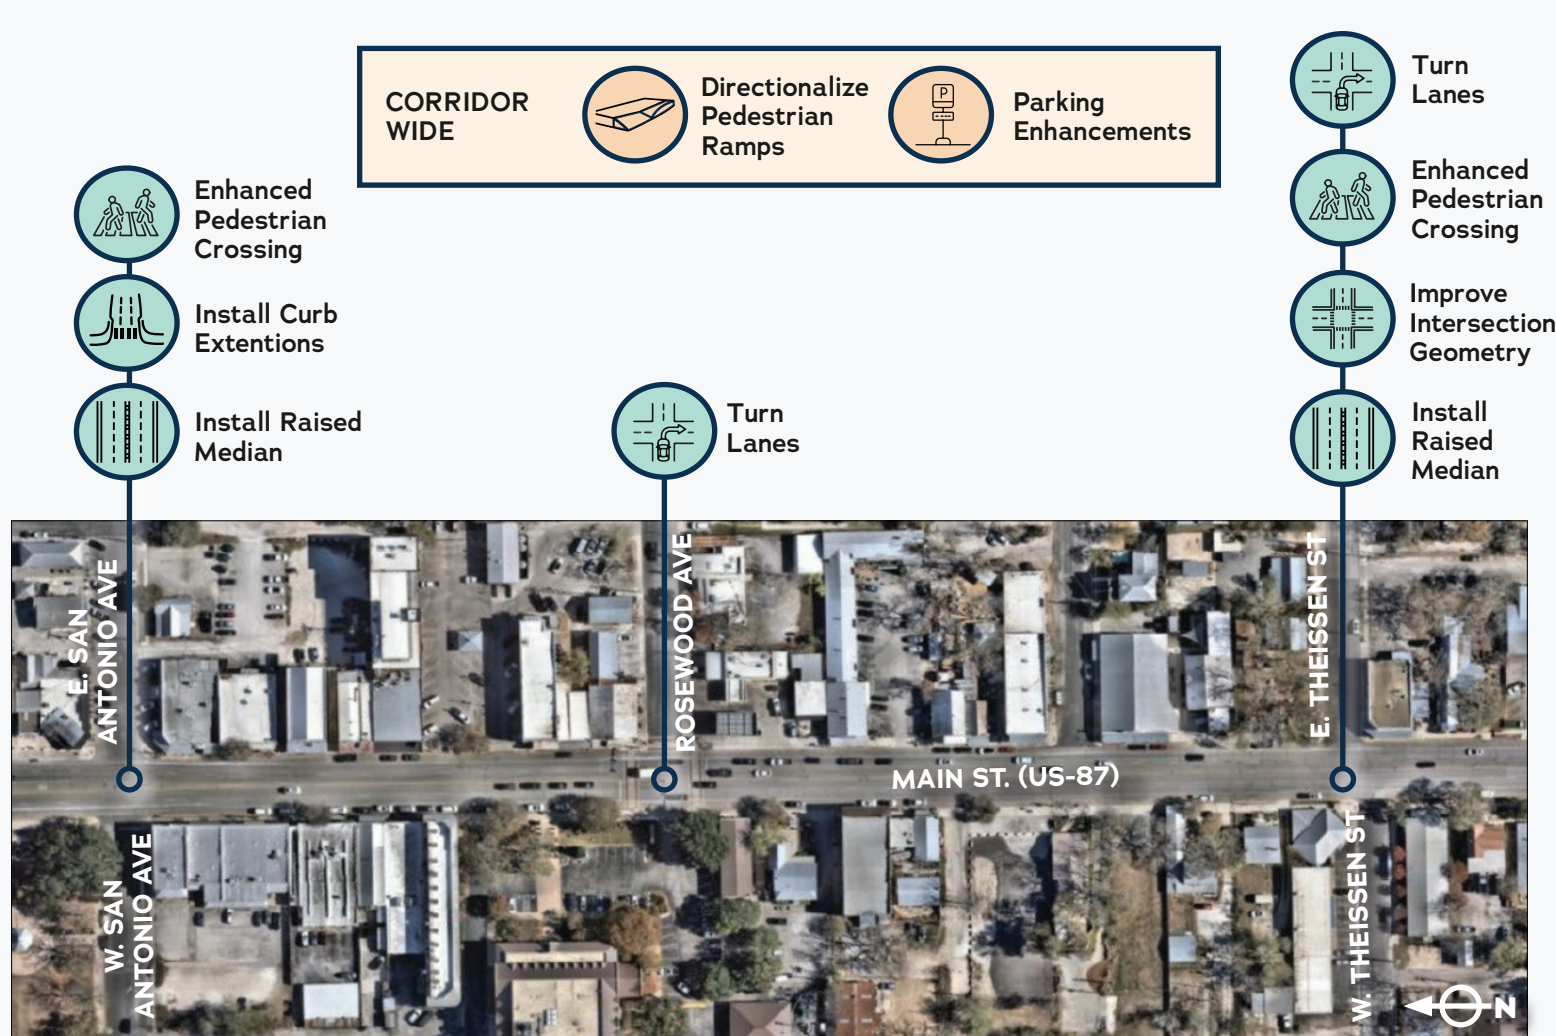 CORRIDOR
WIDE
Directionalize
Pedestrian
Ramps
P
Parking
Enhancements
Turn
Lanes
Enhanced
Pedestrian
Crossing
Improve
Intersection
Geometry
Install
Raised
Median
Enhanced
Pedestrian
Crossing
Install Curb
Extentions
Install Raised
Median
Turn
Lanes
E. SAN
ANTONIO AVE
ROSEWOOD AVE
E. THEISSEN ST
MAIN ST. (US-87)
W. SAN
ANTONIO AVE
W. THEISSEN ST
N